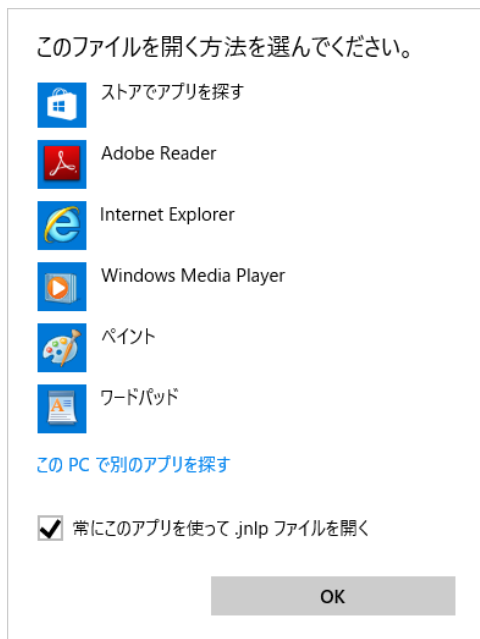 このファイルを開く方法を選んでください。
ストアでアプリを探す
Adobe Reader
Internet Explorer
Windows Media Player
ペイント
ワードパッド
この PC で別のアプリを探す
常にこのアプリを使って .jnlp ファイルを開く
OK